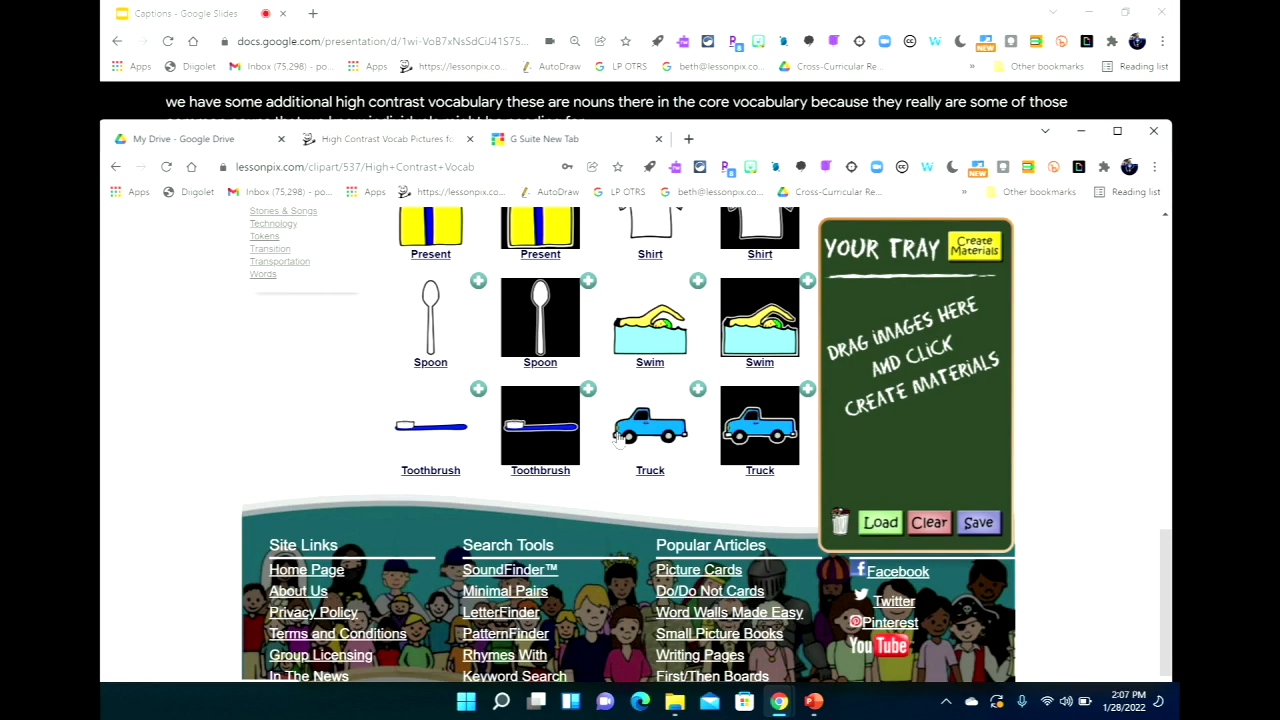 Captions - Google Slides
docs.google.com/presentation/d/1wi-VoB7xNsSdCiJ41S75...
Apps Diigolet Inbox (75,298) - po... Apps https://lessonpix.co... AutoDraw LP OTRS beth@lessonpix.co... Cross-Curricular Re... » Other bookmarks Reading list
we have some additional high contrast vocabulary these are nouns there in the core vocabulary because they really are some of those
My Drive - Google Drive High Contrast Vocab Pictures fo G Suite New Tab
lessonpix.com/clipart/537/High+Contrast+Vocab
Apps Diigolet Inbox (75,298) - po... Apps https://lessonpix.co... AutoDraw LP OTRS beth@lessonpix.co... Cross-Curricular Re... » Other bookmarks Reading list
Stories & Songs
Technology
Tokens
Transition
Transportation
Words
Present Present Shirt Shirt
Spoon Spoon Swim Swim
Toothbrush Toothbrush Truck Truck
YOUR TRAY
Create
Materials
DRAG IMAGES HERE
AND CLICK
CREATE MATERIALS
Load Clear Save
Site Links
Home Page
About Us
Privacy Policy
Terms and Conditions
Group Licensing
In The News
Search Tools
SoundFinder™
Minimal Pairs
LetterFinder
PatternFinder
Rhymes With
Keyword Search
Popular Articles
Picture Cards
Do/Do Not Cards
Word Walls Made Easy
Small Picture Books
Writing Pages
First/Then Boards
Facebook
Twitter
Pinterest
You Tube
2:07 PM
1/28/2022